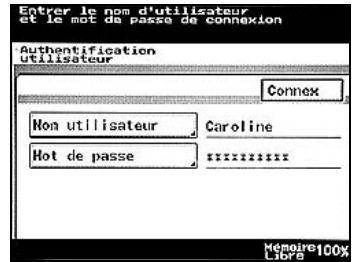 Entrer le nom d'utilisateur
et le mot de passe de connexion
Authentification
utilisateur
Connex
Nom utilisateur
Caroline
Mot de passe
**********
Mémoire
Libre 100%